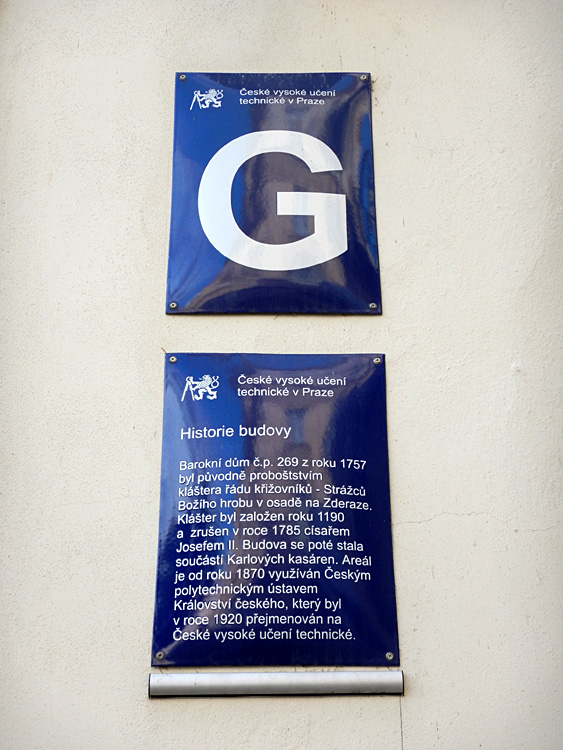 České vysoké učení
technické v Praze
G
České vysoké učení
technické v Praze
Historie budovy
Barokní dům č.p. 269 z roku 1757
byl původně proboštstvím
kláštera řádu křižovníků - Strážců
Božího hrobu v osadě na Zderaze.
Klášter byl založen roku 1190
a zrušen v roce 1785 císařem
Josefem II. Budova se poté stala
součástí Karlových kasáren. Areál
je od roku 1870 využíván Českým
polytechnickým ústavem
Království českého, který byl
v roce 1920 přejmenován na
České vysoké učení technické.